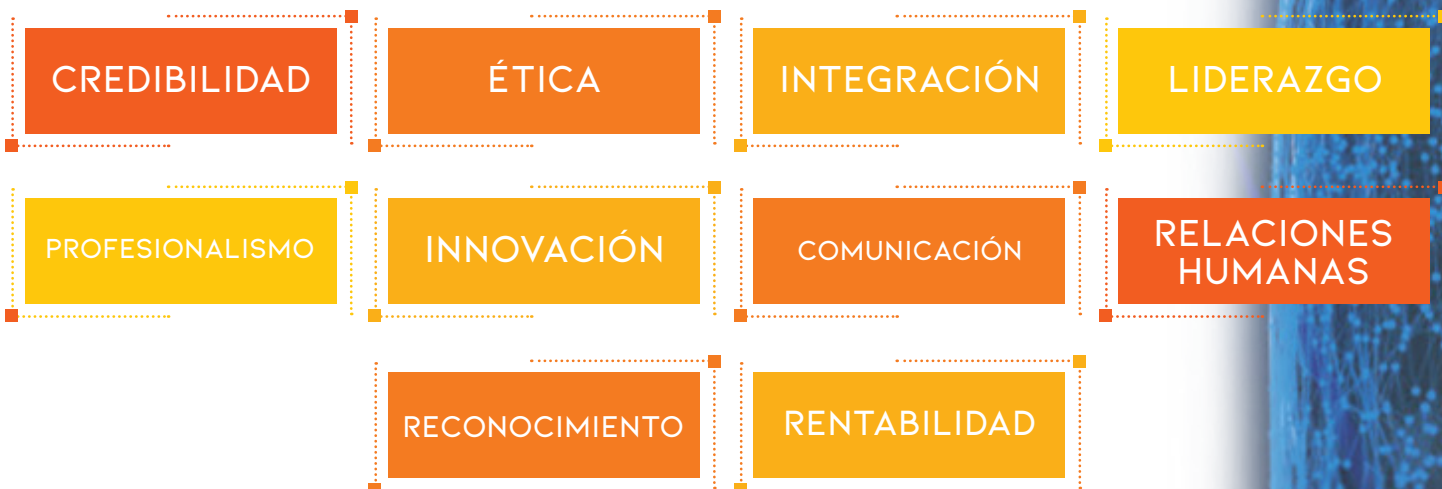 CREDIBILIDAD
ÉTICA
INTEGRACIÓN
LIDERAZGO
PROFESIONALISMO
INNOVACIÓN
COMUNICACIÓN
RELACIONES
HUMANAS
RECONOCIMIENTO
RENTABILIDAD